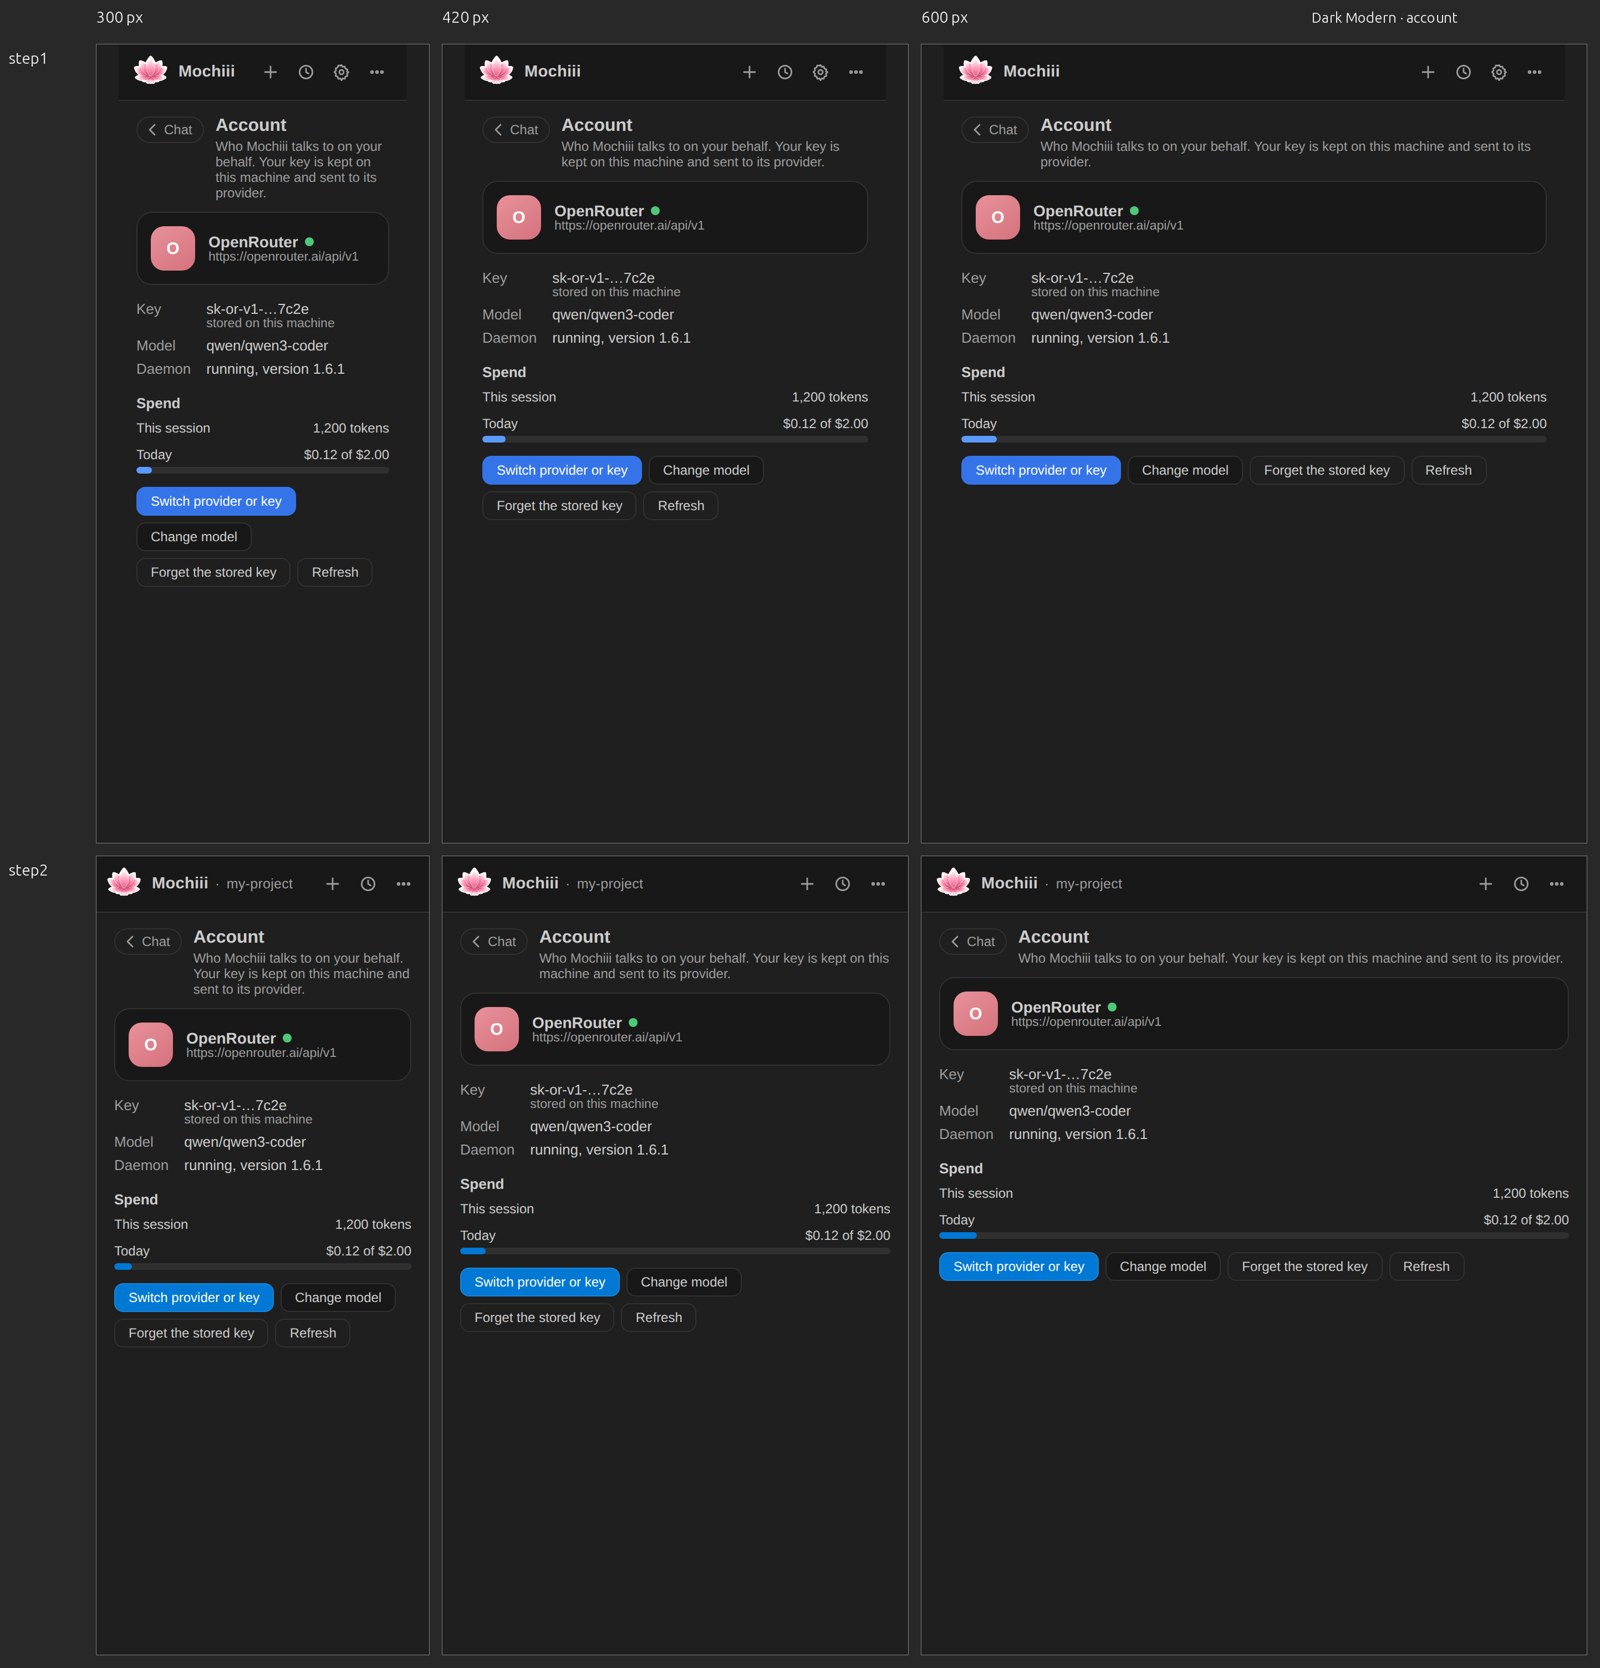 300 px
420 px
600 px
Dark Modern · account
step1
Mochiii
Chat
Account
Who Mochiii talks to on your
behalf. Your key is kept on
this machine and sent to its
provider.
O
OpenRouter
https://openrouter.ai/api/v1
Key
sk-or-v1-…7c2e
stored on this machine
Model
qwen/qwen3-coder
Daemon
running, version 1.6.1
Spend
This session
1,200 tokens
Today
$0.12 of $2.00
Switch provider or key
Change model
Forget the stored key
Refresh
Mochiii
Chat
Account
Who Mochiii talks to on your behalf. Your key is
kept on this machine and sent to its provider.
O
OpenRouter
https://openrouter.ai/api/v1
Key
sk-or-v1-…7c2e
stored on this machine
Model
qwen/qwen3-coder
Daemon
running, version 1.6.1
Spend
This session
1,200 tokens
Today
$0.12 of $2.00
Switch provider or key
Change model
Forget the stored key
Refresh
Mochiii
Chat
Account
Who Mochiii talks to on your behalf. Your key is kept on this machine and sent to its
provider.
O
OpenRouter
https://openrouter.ai/api/v1
Key
sk-or-v1-…7c2e
stored on this machine
Model
qwen/qwen3-coder
Daemon
running, version 1.6.1
Spend
This session
1,200 tokens
Today
$0.12 of $2.00
Switch provider or key
Change model
Forget the stored key
Refresh
step2
Mochiii · my-project
Chat
Account
Who Mochiii talks to on your behalf.
Your key is kept on this machine and
sent to its provider.
O
OpenRouter
https://openrouter.ai/api/v1
Key
sk-or-v1-…7c2e
stored on this machine
Model
qwen/qwen3-coder
Daemon
running, version 1.6.1
Spend
This session
1,200 tokens
Today
$0.12 of $2.00
Switch provider or key
Change model
Forget the stored key
Refresh
Mochiii · my-project
Chat
Account
Who Mochiii talks to on your behalf. Your key is kept on this
machine and sent to its provider.
O
OpenRouter
https://openrouter.ai/api/v1
Key
sk-or-v1-…7c2e
stored on this machine
Model
qwen/qwen3-coder
Daemon
running, version 1.6.1
Spend
This session
1,200 tokens
Today
$0.12 of $2.00
Switch provider or key
Change model
Forget the stored key
Refresh
Mochiii · my-project
Chat
Account
Who Mochiii talks to on your behalf. Your key is kept on this machine and sent to its provider.
O
OpenRouter
https://openrouter.ai/api/v1
Key
sk-or-v1-…7c2e
stored on this machine
Model
qwen/qwen3-coder
Daemon
running, version 1.6.1
Spend
This session
1,200 tokens
Today
$0.12 of $2.00
Switch provider or key
Change model
Forget the stored key
Refresh